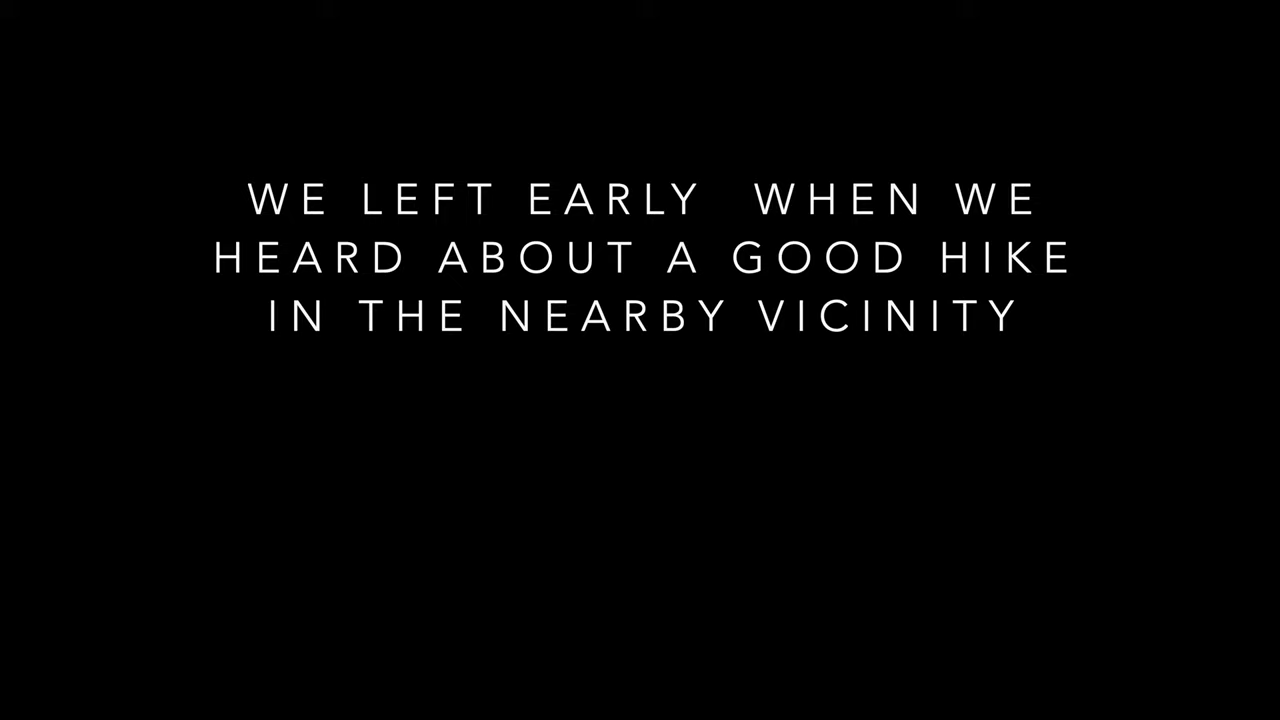 WE LEFT EARLY  WHEN WE
HEARD ABOUT A GOOD HIKE
IN THE NEARBY VICINITY